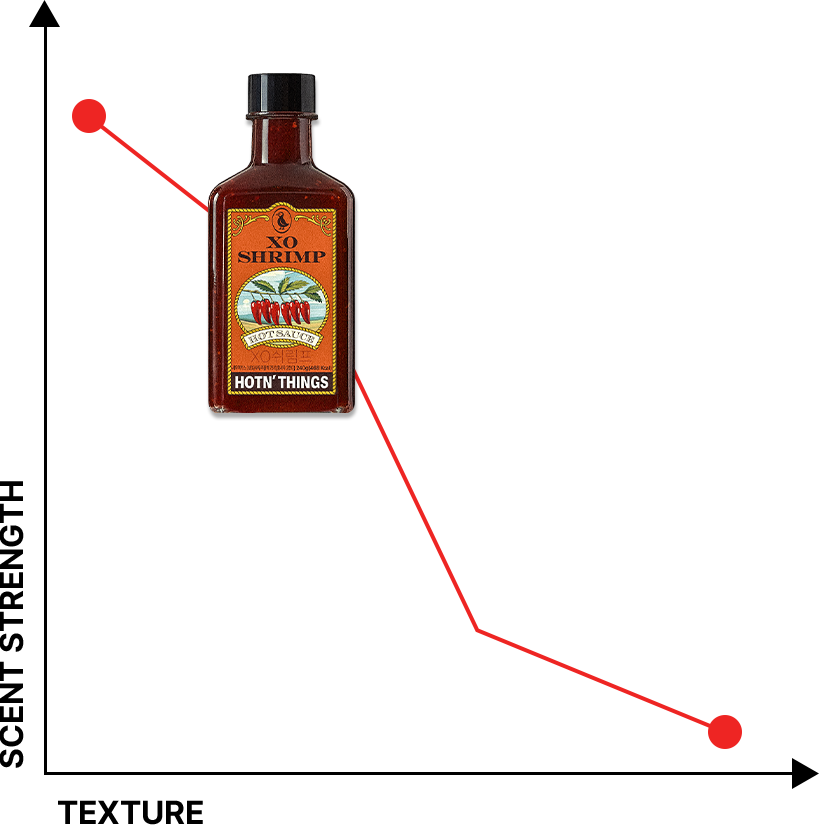 XO
SHRIMP
HOT SAUCE
XO쉬림프
HOTN' THINGS
SCENT STRENGTH
TEXTURE